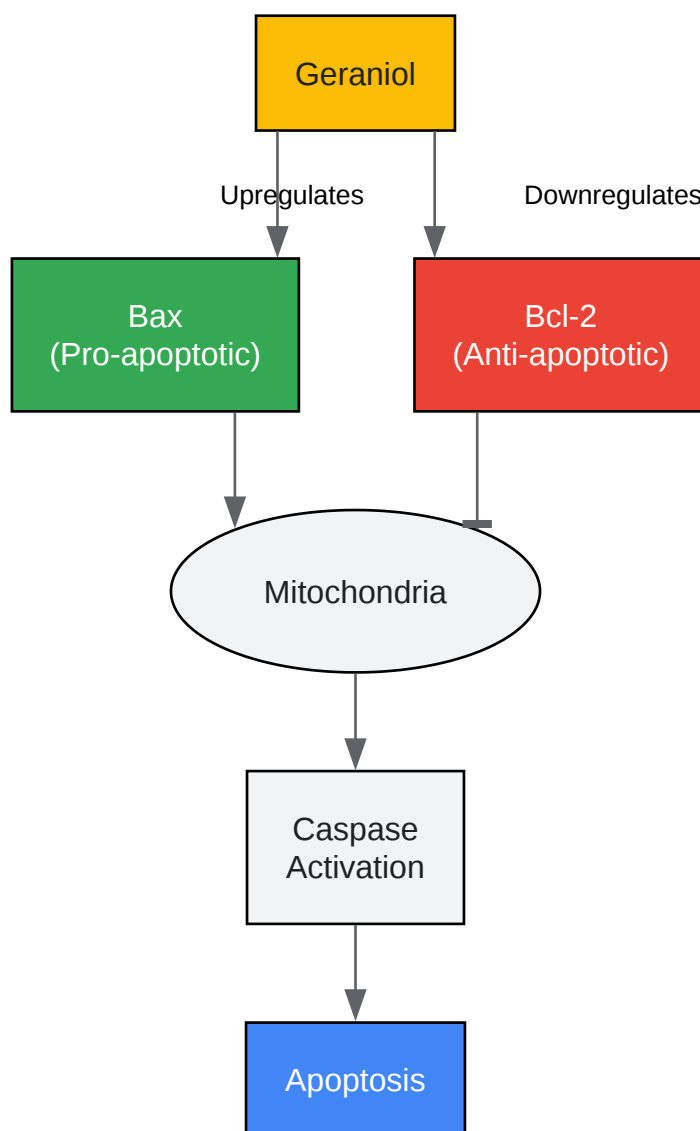 Geraniol
Upregulates
Downregulates
Bax
(Pro-apoptotic)
Bcl-2
(Anti-apoptotic)
Mitochondria
Caspase
Activation
Apoptosis